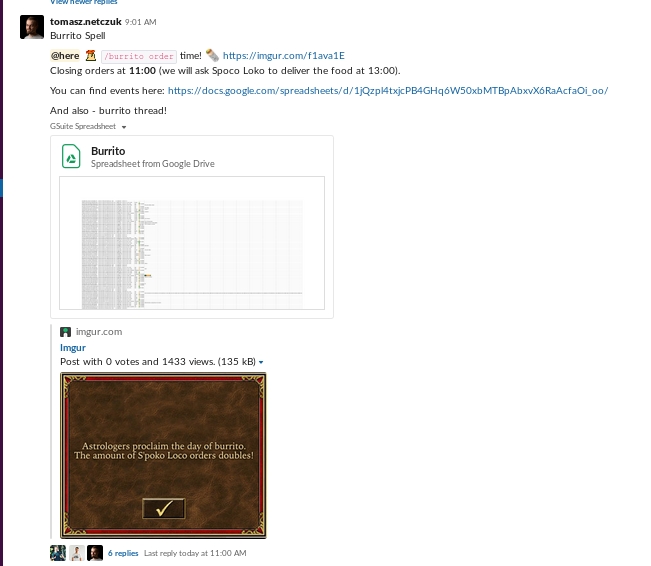 View newer replies
tomasz.netczuk 9:01 AM
Burrito Spell
@here /burrito order time! https://imgur.com/f1ava1E
Closing orders at 11:00 (we will ask Spoco Loko to deliver the food at 13:00).
You can find events here: https://docs.google.com/spreadsheets/d/1jQzpl4txjcPB4GHq6W50xbMTBpAbxvX6RaAcfaOi_oo/
And also - burrito thread!
GSuite Spreadsheet
Burrito
Spreadsheet from Google Drive
imgur.com
Imgur
Post with 0 votes and 1433 views. (135 kB)
Astrologers proclaim the day of burrito.
The amount of S'poko Loco orders doubles!
6 replies Last reply today at 11:00 AM